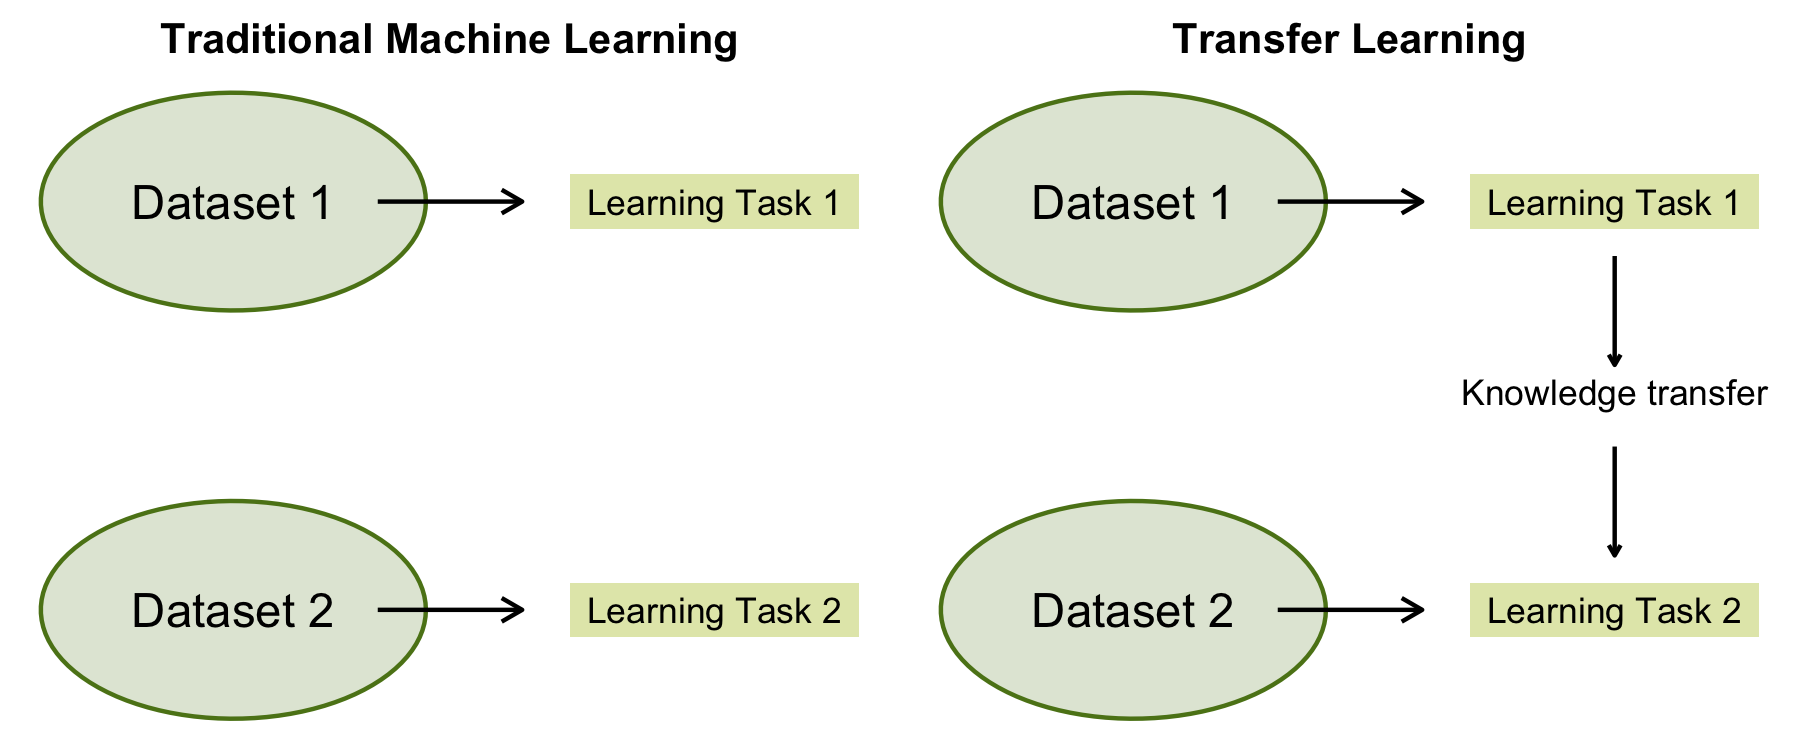 Traditional Machine Learning
Dataset 1
Learning Task 1
Dataset 2
Learning Task 2
Transfer Learning
Dataset 1
Learning Task 1
Knowledge transfer
Dataset 2
Learning Task 2